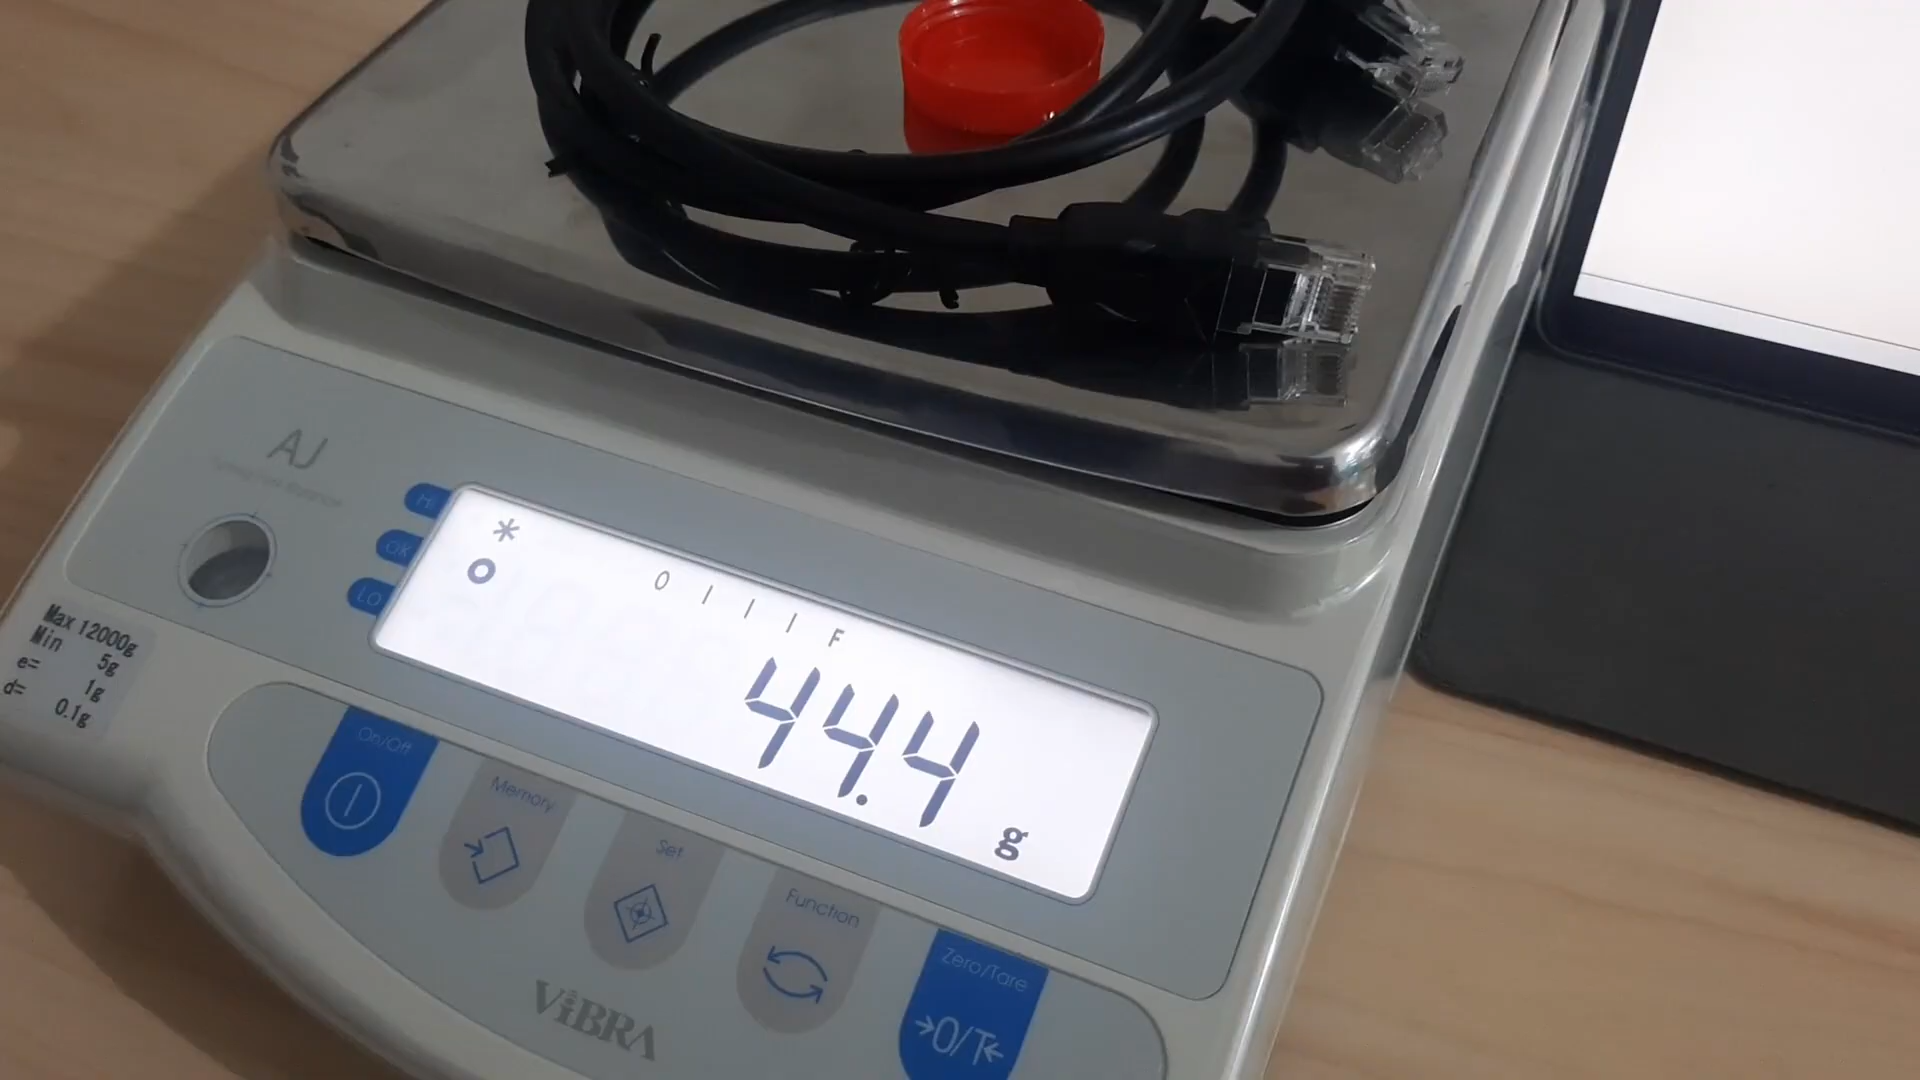 AJ
HI
OK
LO
*
o
0 | | | F
44.4 g
Max 12000g
Min 5g
e= 1g
d= 0.1g
On/Off
Memory
Set
Function
Zero/Tare
→0/T←
ViBRA